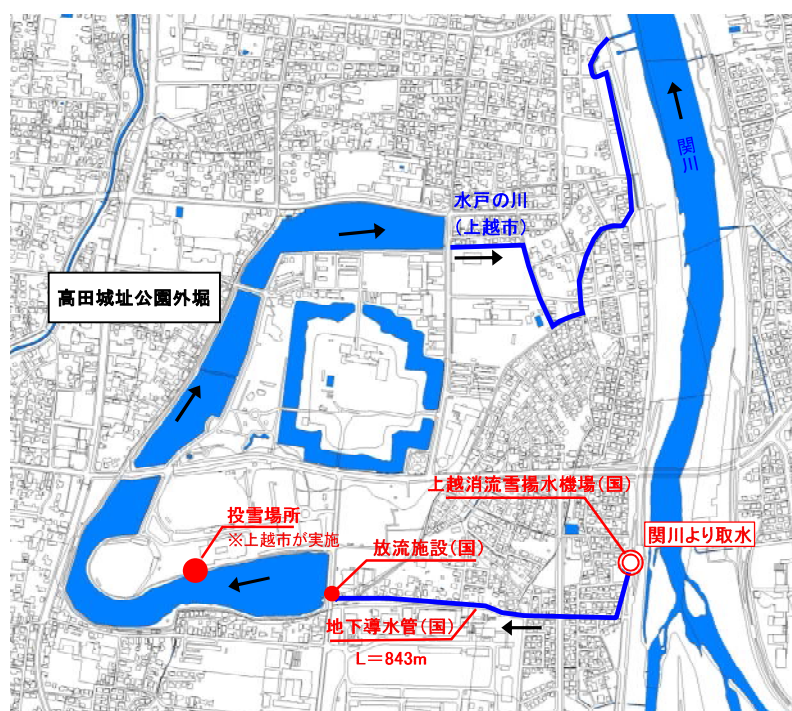 関川
水戸の川
(上越市)
高田城址公園外堀
上越消流雪揚水機場(国)
投雪場所
※上越市が実施
放流施設(国)
関川より取水
地下導水管(国)
L=843m